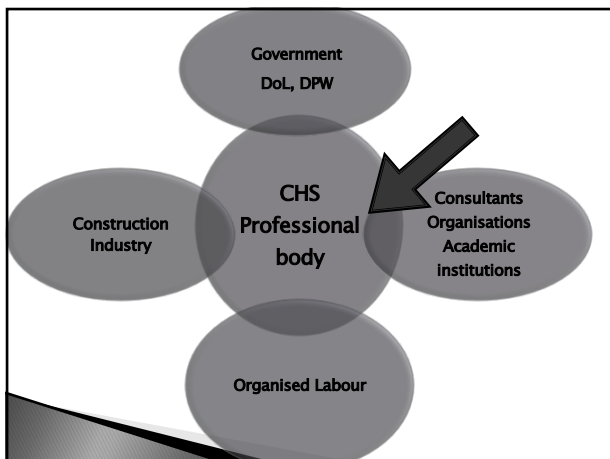 Government
DoL, DPW
CHS
Professional
body
Construction
Industry
Consultants
Organisations
Academic
institutions
Organised Labour